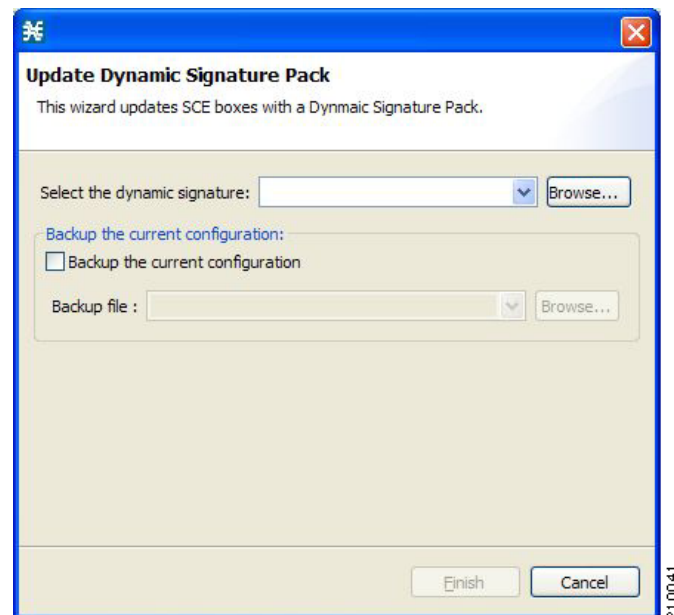 Update Dynamic Signature Pack
This wizard updates SCE boxes with a Dynmaic Signature Pack.
Select the dynamic signature:
Browse...
Backup the current configuration:
Backup the current configuration
Backup file :
Browse...
Finish
Cancel
210041